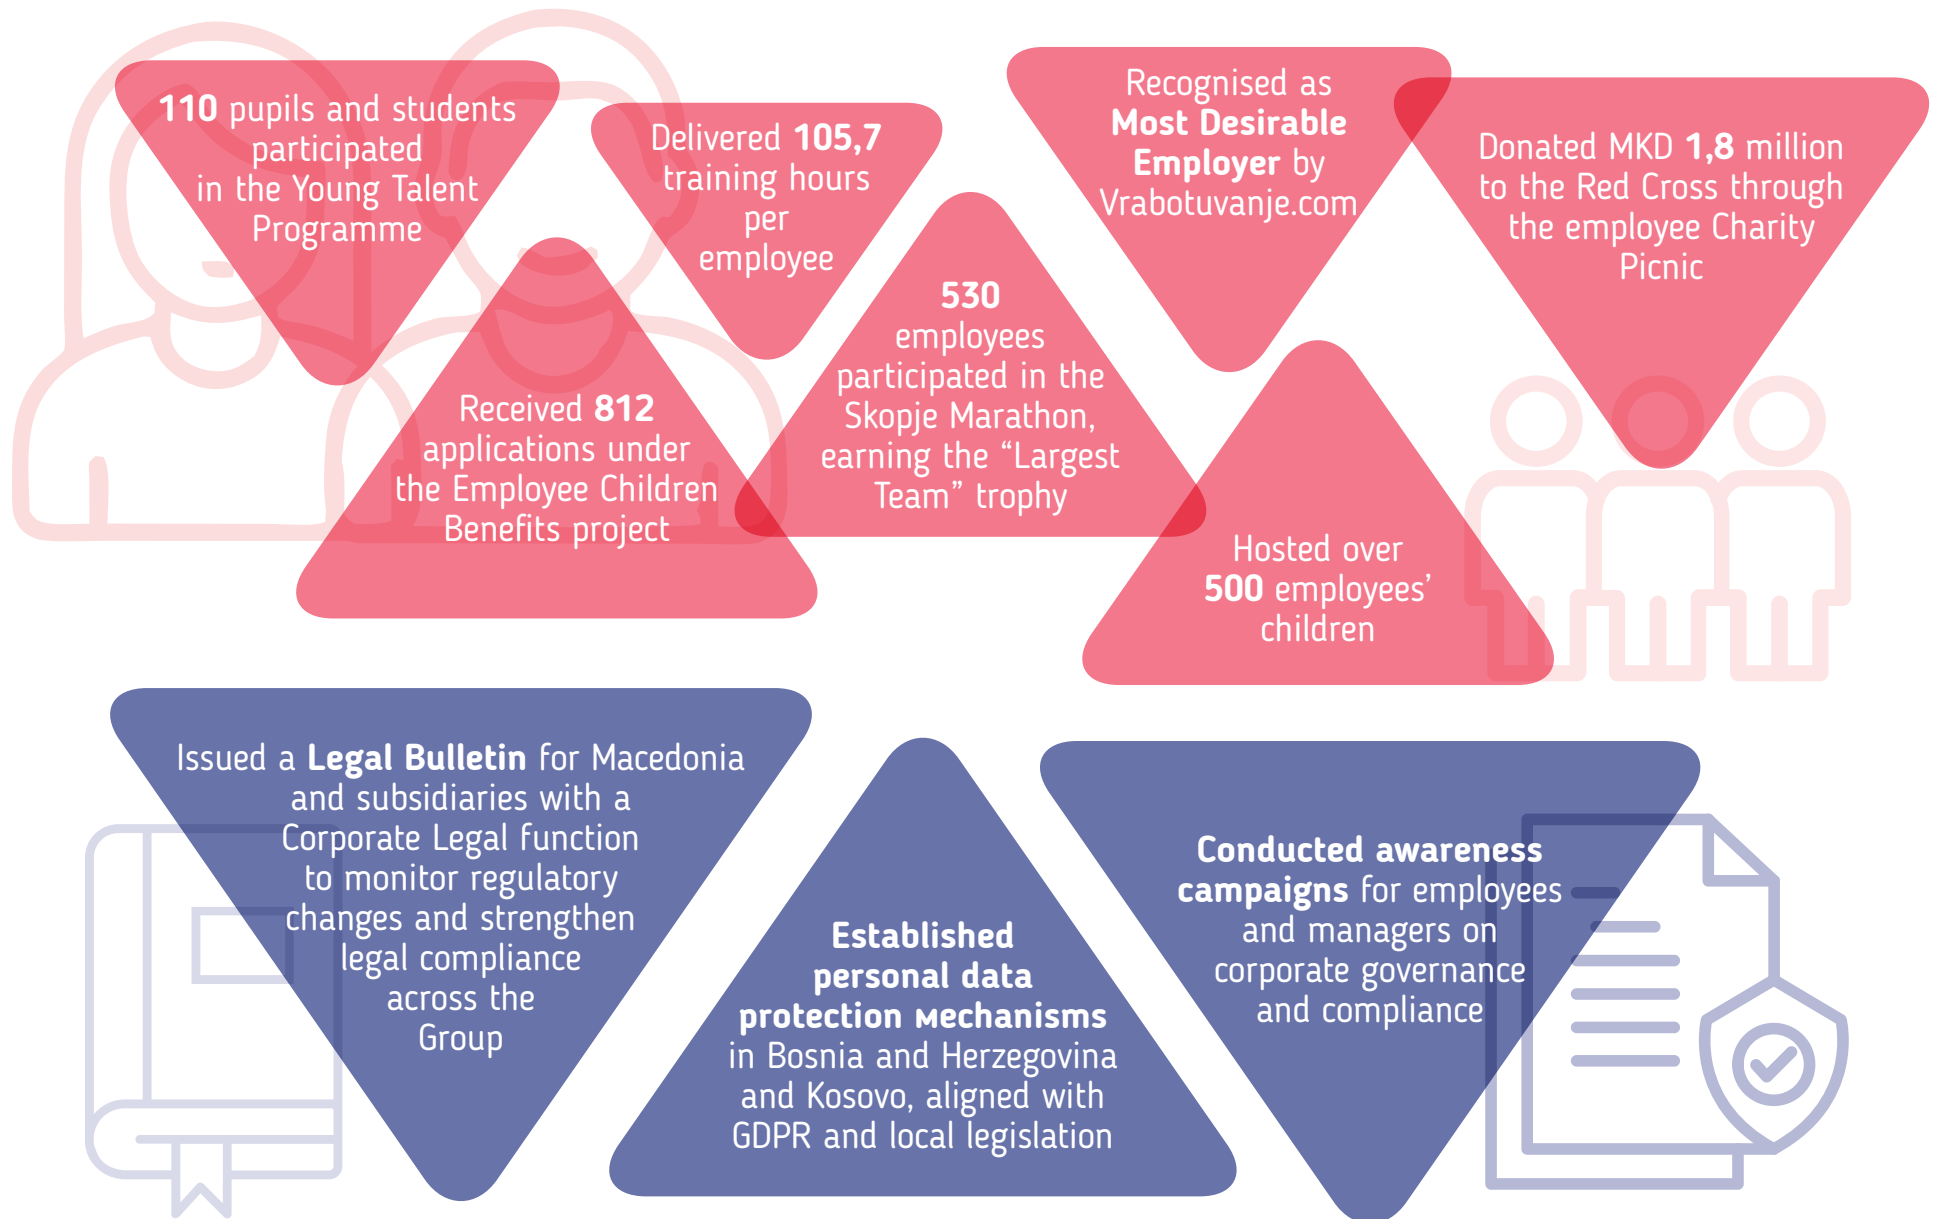 110 pupils and students
participated
in the Young Talent
Programme
Delivered 105,7
training hours
per
employee
Recognised as
Most Desirable
Employer by
Vrabotuvanje.com
Donated MKD 1,8 million
to the Red Cross through
the employee Charity
Picnic
Received 812
applications under
the Employee Children
Benefits project
530
employees
participated in the
Skopje Marathon,
earning the “Largest
Team” trophy
Hosted over
500 employees’
children
Issued a Legal Bulletin for Macedonia
and subsidiaries with a
Corporate Legal function
to monitor regulatory
changes and strengthen
legal compliance
across the
Group
Established
personal data
protection mechanisms
in Bosnia and Herzegovina
and Kosovo, aligned with
GDPR and local legislation
Conducted awareness
campaigns for employees
and managers on
corporate governance
and compliance